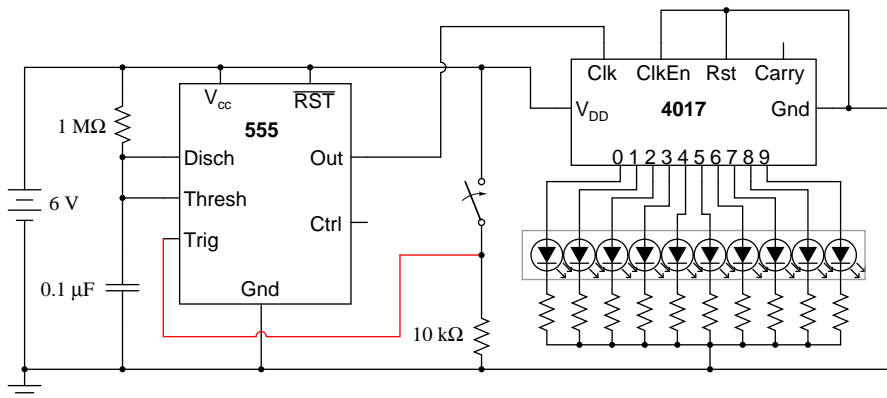 Clk ClkEn Rst Carry
V_DD 4017 Gnd
0 1 2 3 4 5 6 7 8 9
V_cc R̅S̅T̅
1 MΩ
555
Disch Out
Thresh
6 V
Ctrl
Trig
0.1 µF
Gnd
10 kΩ